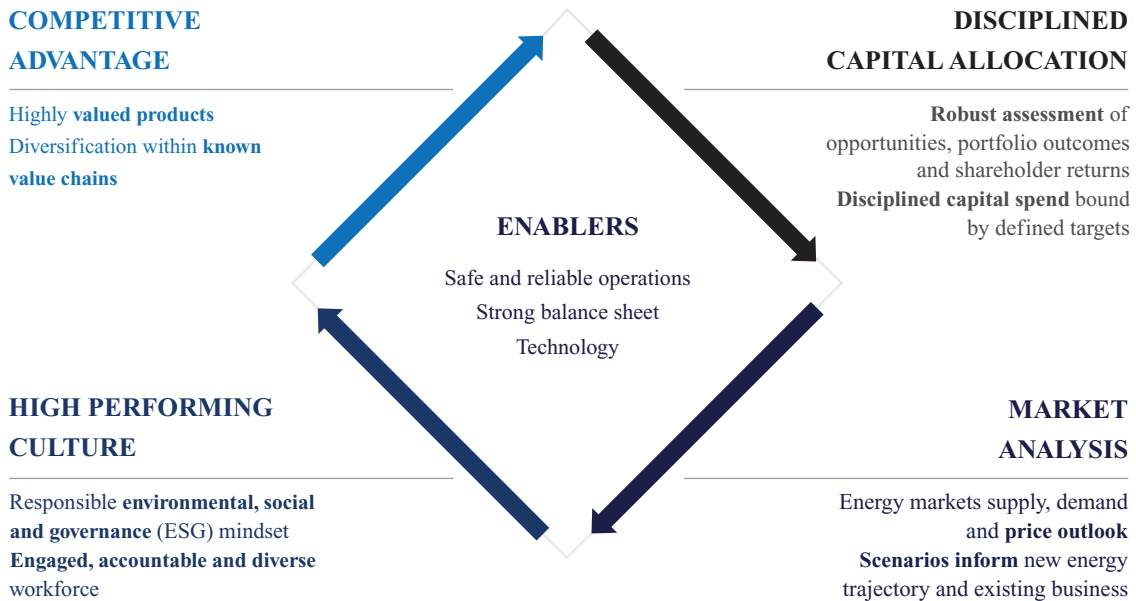 COMPETITIVE
ADVANTAGE
Highly valued products
Diversification within known
value chains
DISCIPLINED
CAPITAL ALLOCATION
Robust assessment of
opportunities, portfolio outcomes
and shareholder returns
Disciplined capital spend bound
by defined targets
ENABLERS
Safe and reliable operations
Strong balance sheet
Technology
HIGH PERFORMING
CULTURE
Responsible environmental, social
and governance (ESG) mindset
Engaged, accountable and diverse
workforce
MARKET
ANALYSIS
Energy markets supply, demand
and price outlook
Scenarios inform new energy
trajectory and existing business